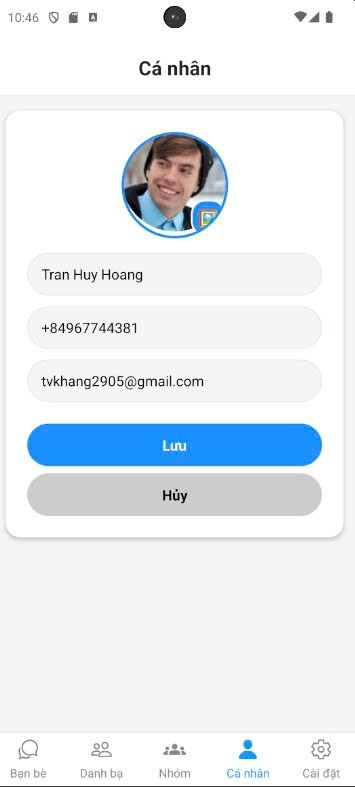 10:46
Cá nhân
Tran Huy Hoang
+84967744381
tvkhang2905@gmail.com
Lưu
Hủy
Bạn bè
Danh bạ
Nhóm
Cá nhân
Cài đặt